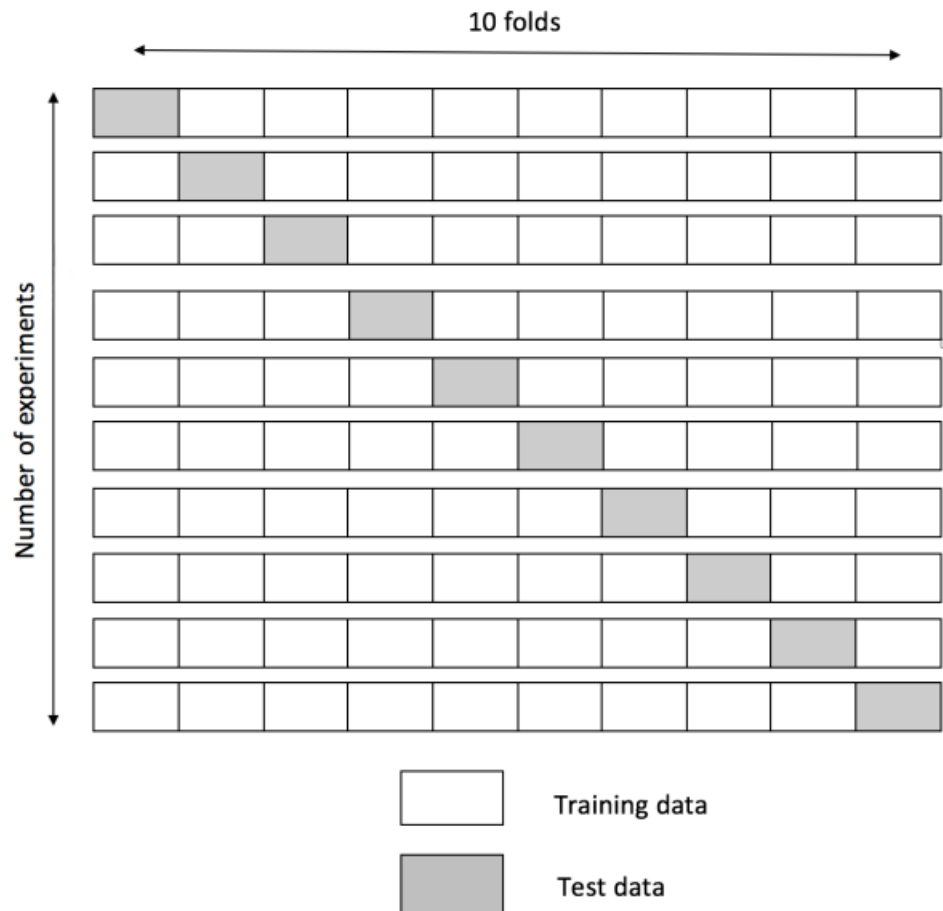 10 folds
Number of experiments
Training data
Test data